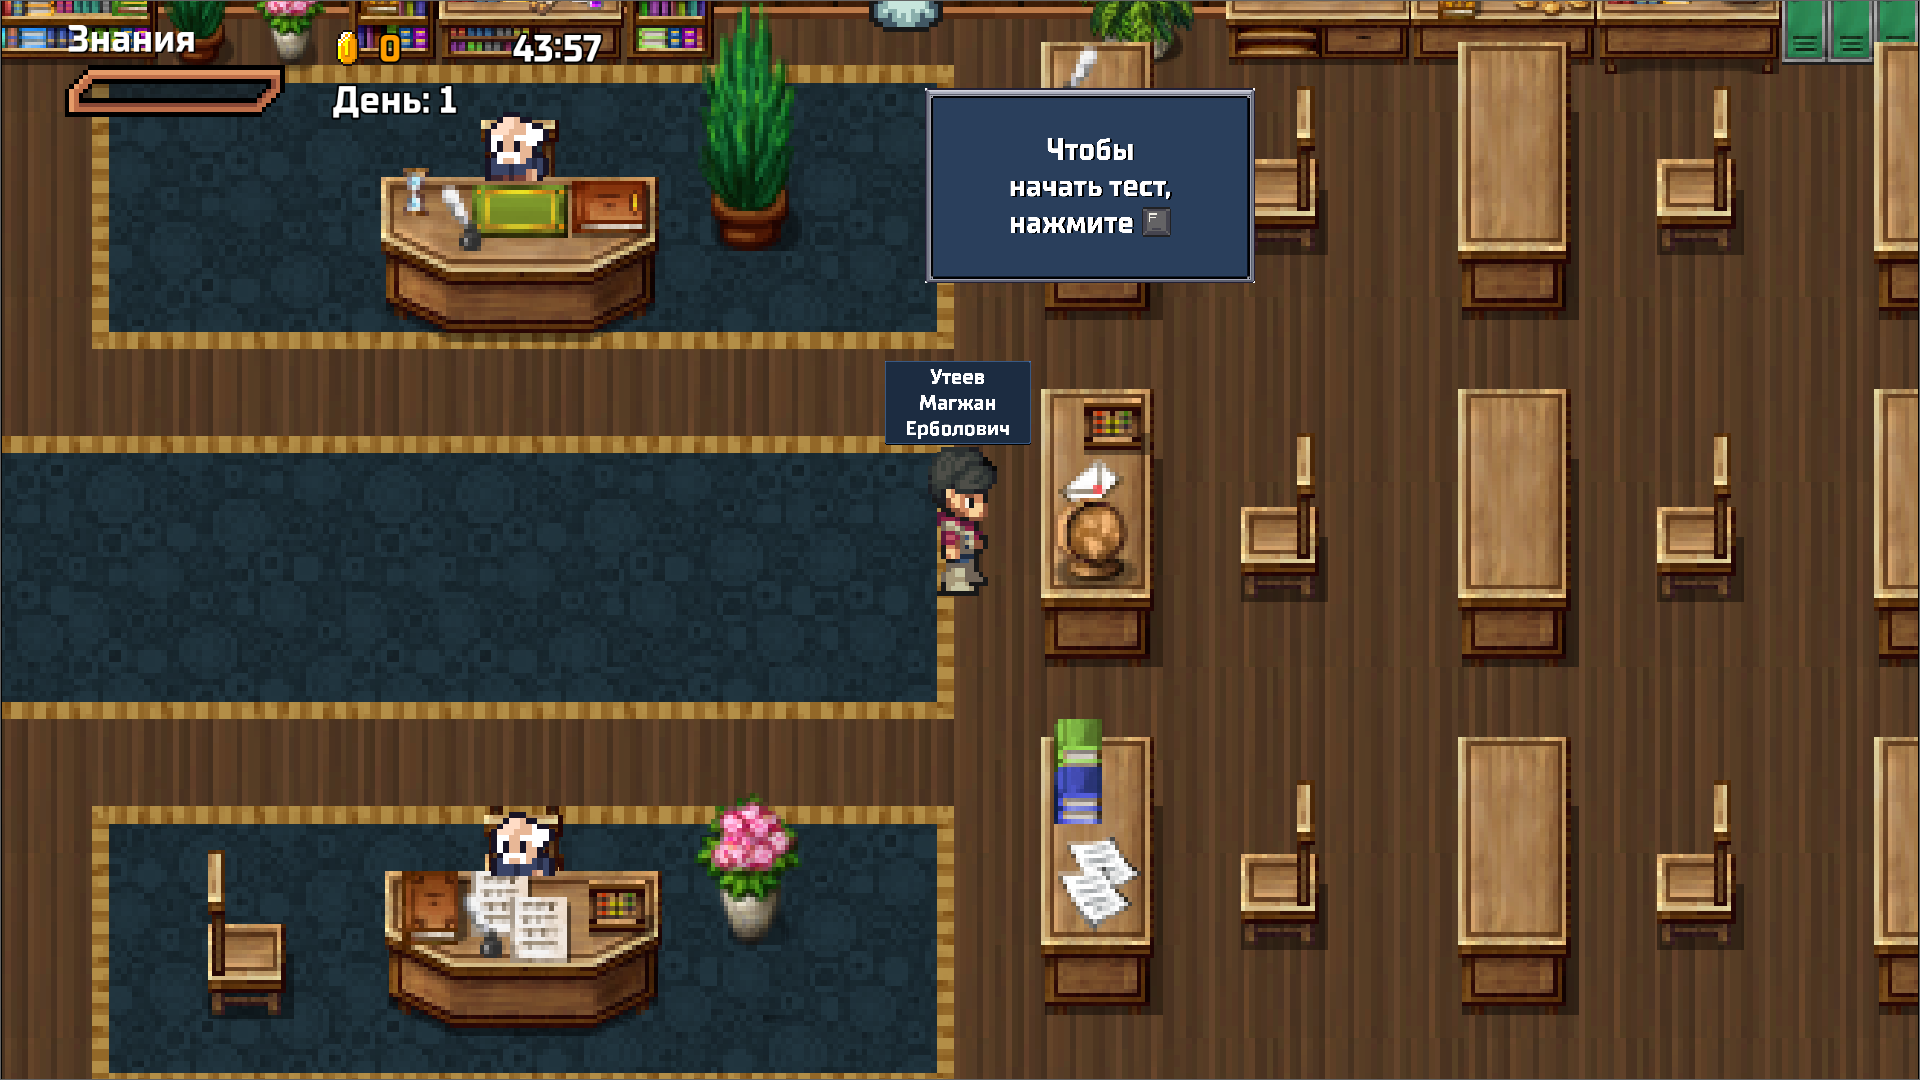 Знания
0
43:57
День: 1
Чтобы
начать тест,
нажмите F
Утеев
Магжан
Ерболович